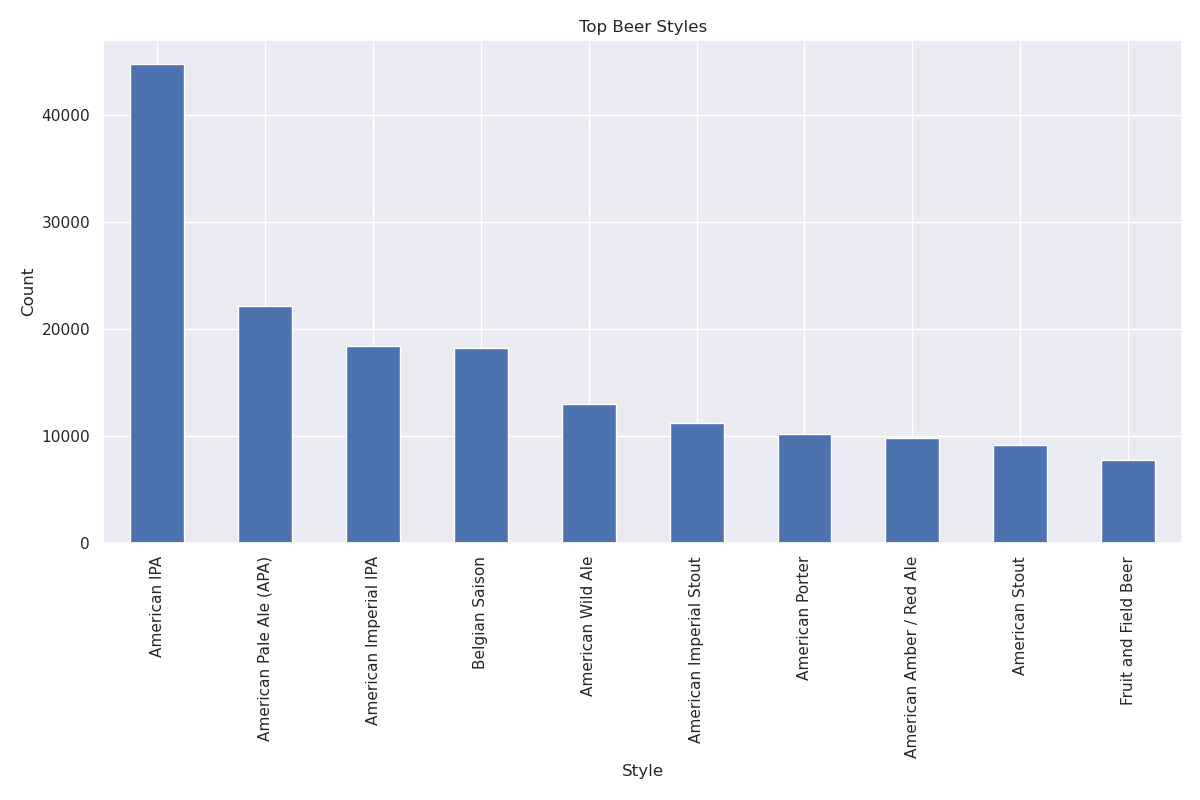 Top Beer Styles
Count
40000
30000
20000
10000
0
American IPA
American Pale Ale (APA)
American Imperial IPA
Belgian Saison
American Wild Ale
American Imperial Stout
American Porter
American Amber / Red Ale
American Stout
Fruit and Field Beer
Style